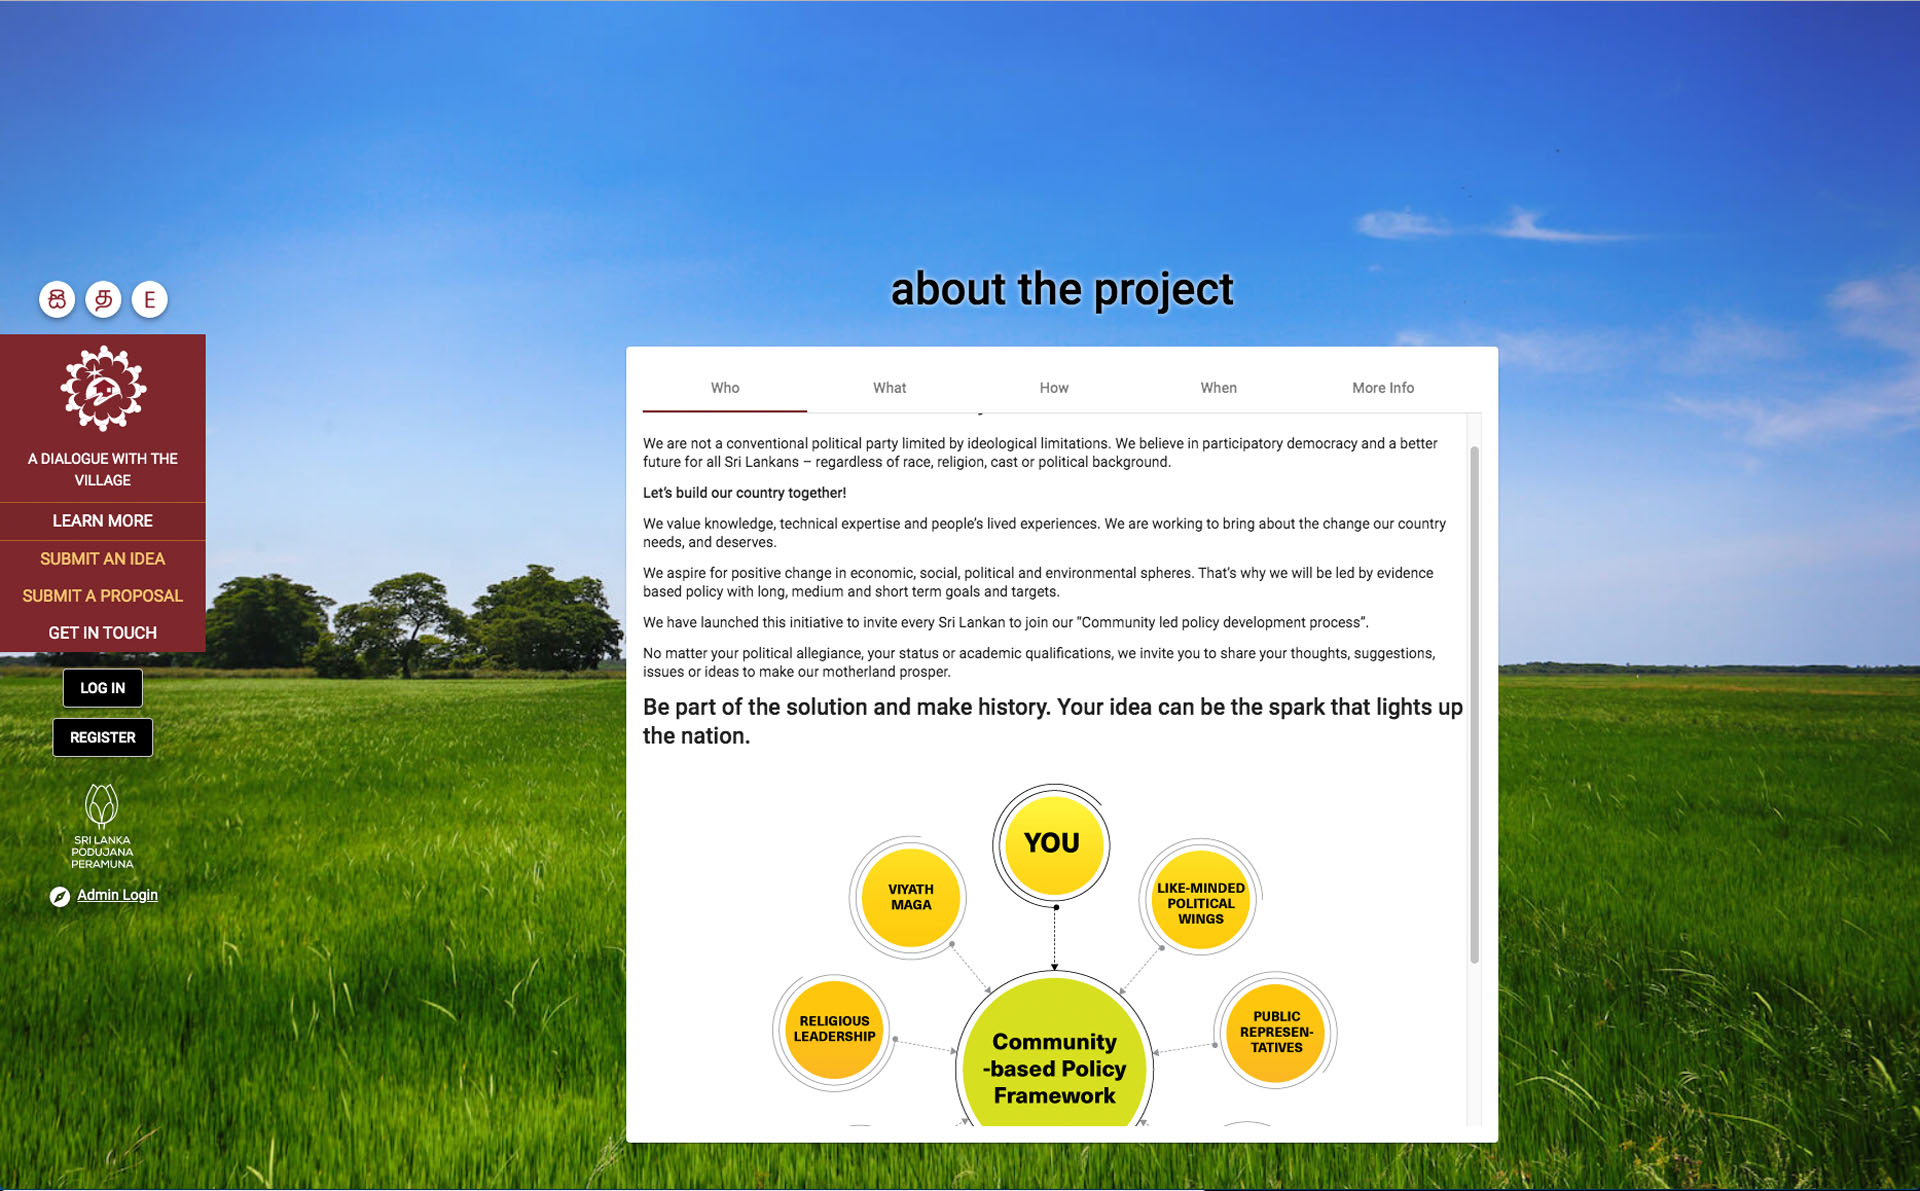 about the project
සි
த
E
A DIALOGUE WITH THE
VILLAGE
LEARN MORE
SUBMIT AN IDEA
SUBMIT A PROPOSAL
GET IN TOUCH
LOG IN
REGISTER
SRI LANKA
PODUJANA
PERAMUNA
Admin Login
Who What How When More Info
We are not a conventional political party limited by ideological limitations. We believe in participatory democracy and a better
future for all Sri Lankans – regardless of race, religion, cast or political background.
Let’s build our country together!
We value knowledge, technical expertise and people’s lived experiences. We are working to bring about the change our country
needs, and deserves.
We aspire for positive change in economic, social, political and environmental spheres. That’s why we will be led by evidence
based policy with long, medium and short term goals and targets.
We have launched this initiative to invite every Sri Lankan to join our “Community led policy development process”.
No matter your political allegiance, your status or academic qualifications, we invite you to share your thoughts, suggestions,
issues or ideas to make our motherland prosper.
Be part of the solution and make history. Your idea can be the spark that lights up
the nation.
YOU
VIYATH
MAGA
LIKE-MINDED
POLITICAL
WINGS
RELIGIOUS
LEADERSHIP
PUBLIC
REPRESEN-
TATIVES
Community
-based Policy
Framework